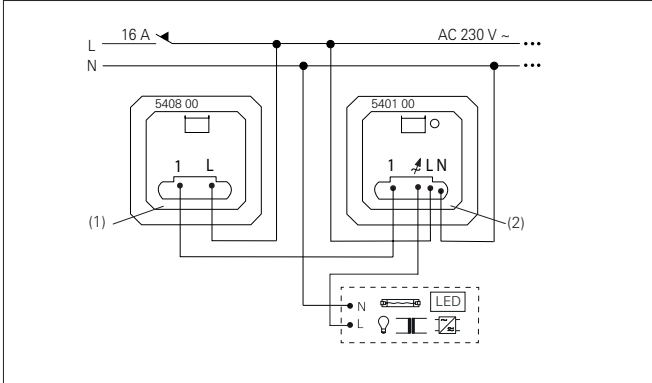 L 16 A AC 230 V ~
N
5408 00 5401 00
1 L 1 L N
(1) (2)
N LED
L